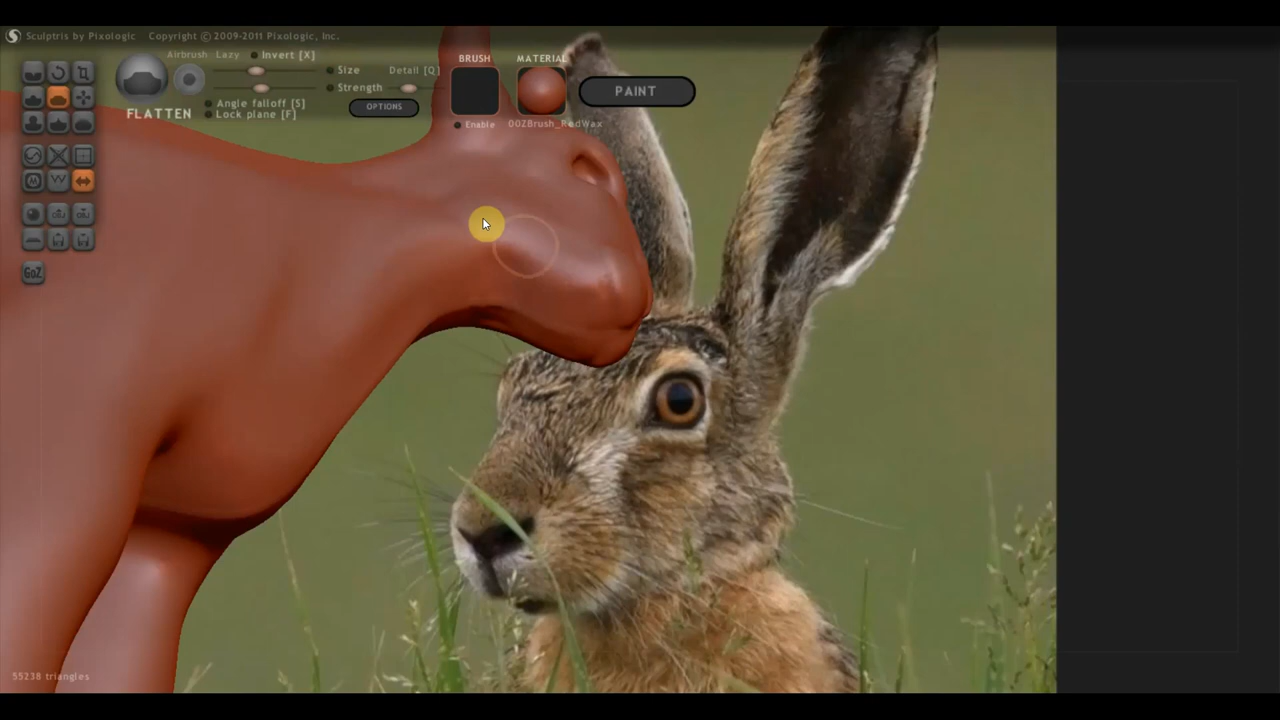 Sculptris by Pixologic Copyright © 2009-2011 Pixologic, Inc.
Airbrush Lazy Invert [X]
Size Detail [Q]
Strength
FLATTEN
Angle falloff [S]
Lock plane [F]
OPTIONS
BRUSH
Enable
MATERIAL
00ZBrush_RedWax
PAINT
GoZ
55238 triangles